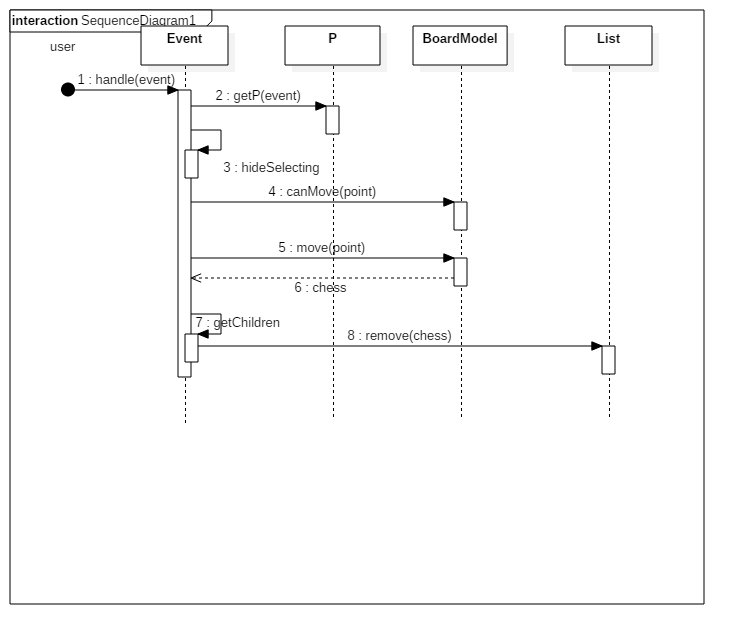 interaction SequenceDiagram1
user
Event
P
BoardModel
List
1 : handle(event)
2 : getP(event)
3 : hideSelecting
4 : canMove(point)
5 : move(point)
6 : chess
7 : getChildren
8 : remove(chess)